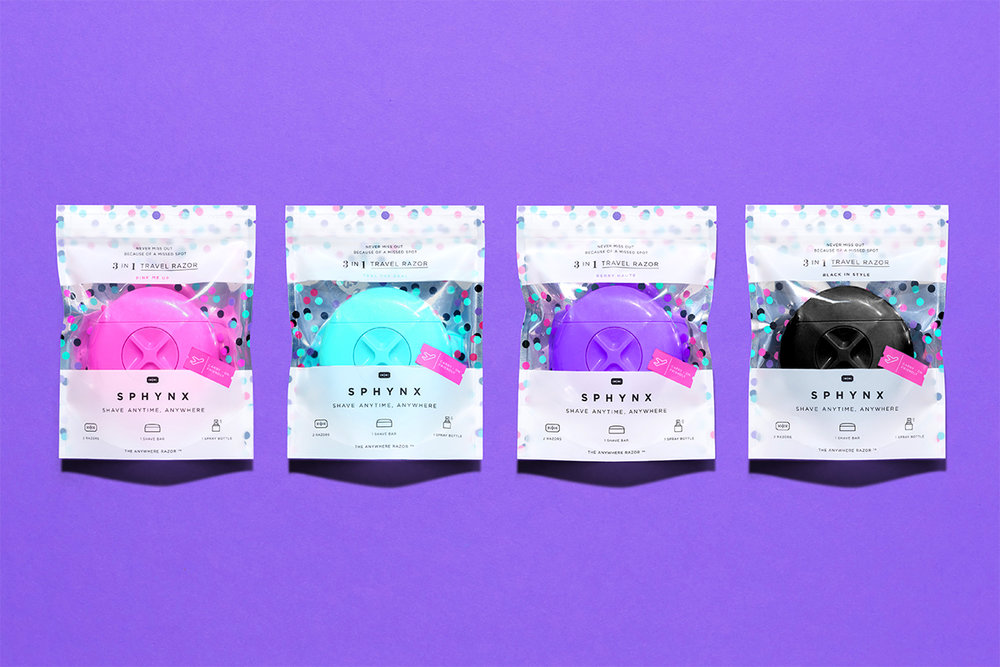 NEVER MISS OUT
BECAUSE OF A MISSED SPOT
3 IN 1 TRAVEL RAZOR
PINK ME UP
SPHYNX
SHAVE ANYTIME, ANYWHERE
2 RAZORS
1 SHAVE BAR
1 SPRAY BOTTLE
THE ANYWHERE RAZOR ™
NEVER MISS OUT
BECAUSE OF A MISSED SPOT
3 IN 1 TRAVEL RAZOR
SPHYNX
SHAVE ANYTIME, ANYWHERE
2 RAZORS
1 SHAVE BAR
1 SPRAY BOTTLE
THE ANYWHERE RAZOR ™
NEVER MISS OUT
BECAUSE OF A MISSED SPOT
3 IN 1 TRAVEL RAZOR
BERRY HAUTE
SPHYNX
SHAVE ANYTIME, ANYWHERE
2 RAZORS
1 SHAVE BAR
1 SPRAY BOTTLE
THE ANYWHERE RAZOR ™
NEVER MISS OUT
BECAUSE OF A MISSED SPOT
3 IN 1 TRAVEL RAZOR
BLACK IN STYLE
SPHYNX
SHAVE ANYTIME, ANYWHERE
2 RAZORS
1 SHAVE BAR
1 SPRAY BOTTLE
THE ANYWHERE RAZOR ™